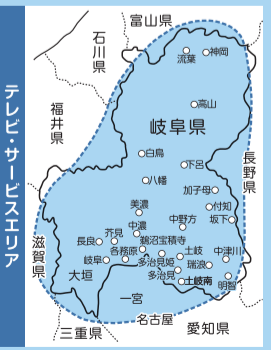 テレビ・サービスエリア
富山県
石川県
福井県
長野県
滋賀県
三重県
愛知県
岐阜県
流葉
神岡
高山
白鳥
下呂
八幡
加子母
付知
坂下
美濃
中濃
中野方
長良
芥見
鵜沼宝積寺
土岐
中津川
岐阜
各務原
多治見姫
瑞浪
多治見
土岐南
明智
大垣
一宮
名古屋